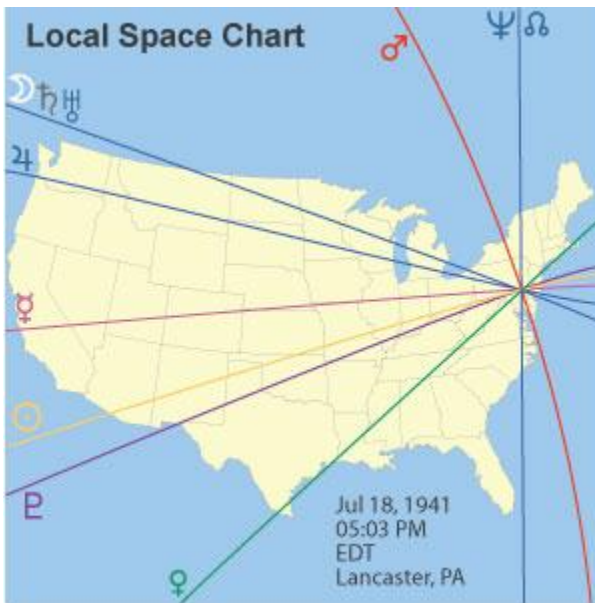 Local Space Chart
♂ ♆ ☊
☽ ♄ ♅
♃
☿
☉
♇
♀
Jul 18, 1941
05:03 PM
EDT
Lancaster, PA